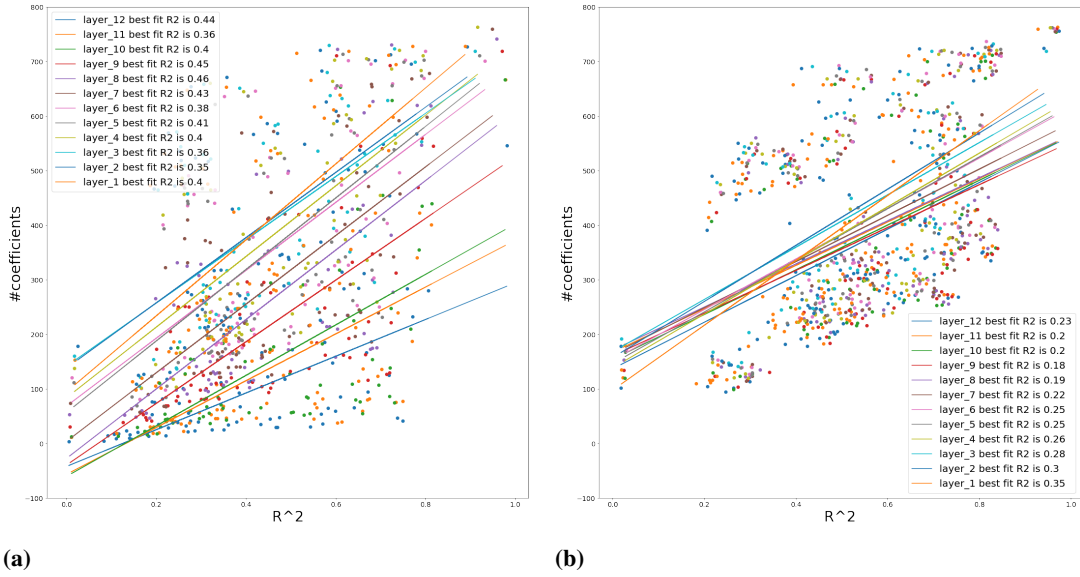 800
700
600
500
400
300
200
100
0
−100
#coefficients
layer_12 best fit R2 is 0.44
layer_11 best fit R2 is 0.36
layer_10 best fit R2 is 0.4
layer_9 best fit R2 is 0.45
layer_8 best fit R2 is 0.46
layer_7 best fit R2 is 0.43
layer_6 best fit R2 is 0.38
layer_5 best fit R2 is 0.41
layer_4 best fit R2 is 0.4
layer_3 best fit R2 is 0.36
layer_2 best fit R2 is 0.35
layer_1 best fit R2 is 0.4
0.0 0.2 0.4 0.6 0.8 1.0
R^2
(a)
800
700
600
500
400
300
200
100
0
−100
#coefficients
layer_12 best fit R2 is 0.23
layer_11 best fit R2 is 0.2
layer_10 best fit R2 is 0.2
layer_9 best fit R2 is 0.18
layer_8 best fit R2 is 0.19
layer_7 best fit R2 is 0.22
layer_6 best fit R2 is 0.25
layer_5 best fit R2 is 0.25
layer_4 best fit R2 is 0.26
layer_3 best fit R2 is 0.28
layer_2 best fit R2 is 0.3
layer_1 best fit R2 is 0.35
0.0 0.2 0.4 0.6 0.8 1.0
R^2
(b)